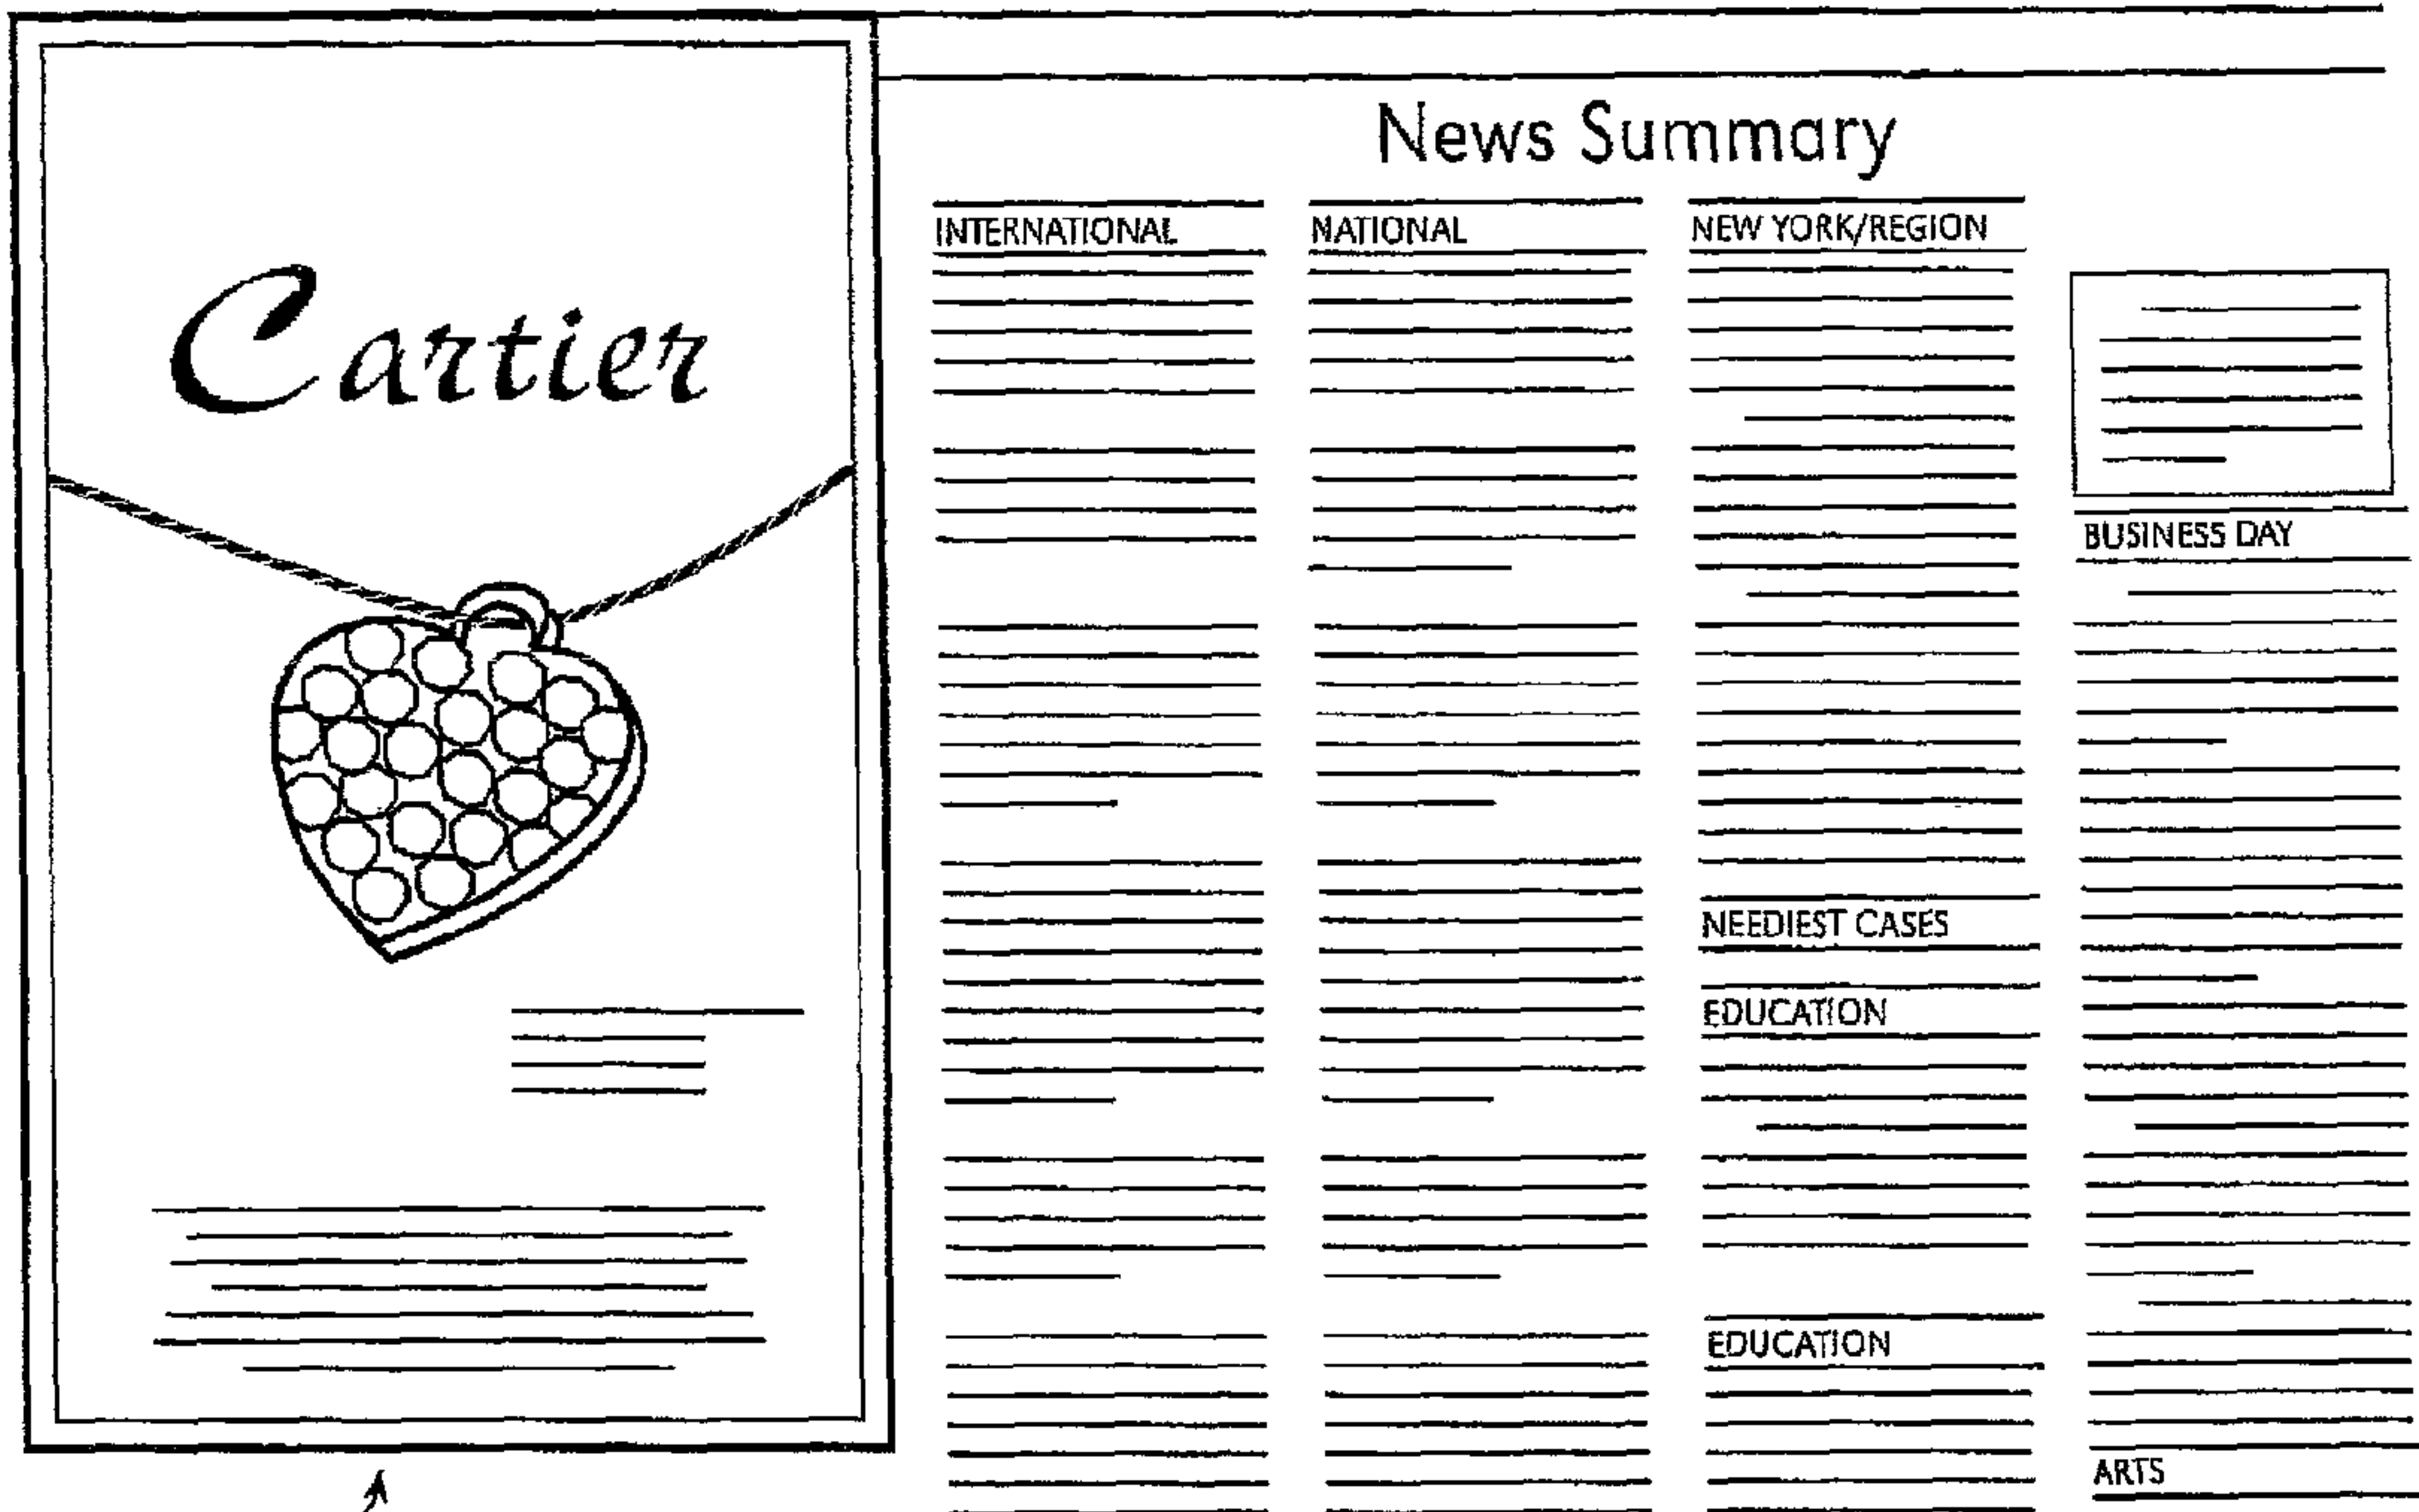 Cartier
News Summary
INTERNATIONAL
NATIONAL
NEW YORK/REGION
NEEDIEST CASES
EDUCATION
EDUCATION
BUSINESS DAY
ARTS